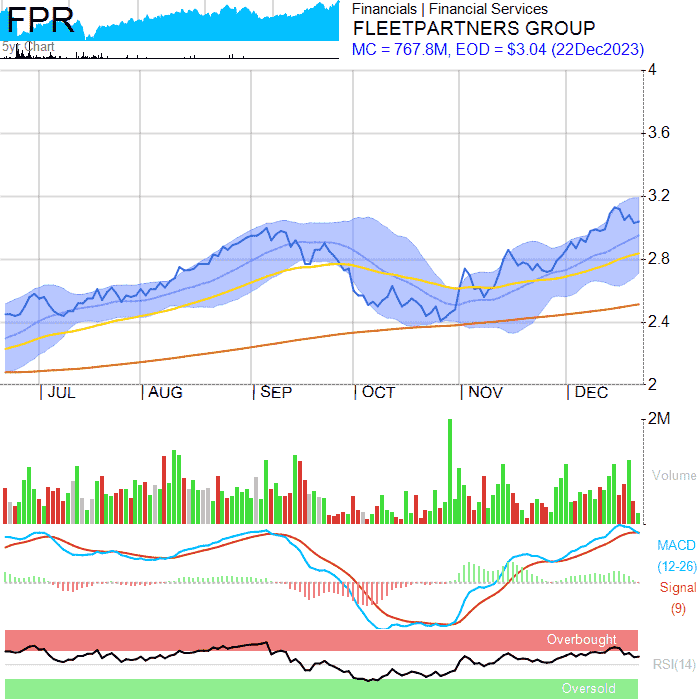 FPR
5yr Chart
Financials | Financial Services
FLEETPARTNERS GROUP
MC = 767.8M, EOD = $3.04 (22Dec2023)
4
3.6
3.2
2.8
2.4
2
JUL AUG SEP OCT NOV DEC
2M
Volume
MACD
(12-26)
Signal
(9)
Overbought
RSI(14)
Oversold